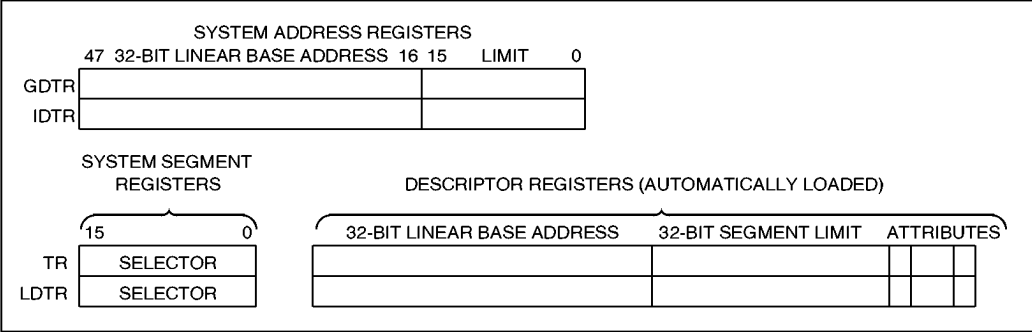 SYSTEM ADDRESS REGISTERS
47 32-BIT LINEAR BASE ADDRESS 16 15 LIMIT 0
GDTR
IDTR
SYSTEM SEGMENT
REGISTERS
DESCRIPTOR REGISTERS (AUTOMATICALLY LOADED)
15 0 32-BIT LINEAR BASE ADDRESS 32-BIT SEGMENT LIMIT ATTRIBUTES
TR SELECTOR
LDTR SELECTOR